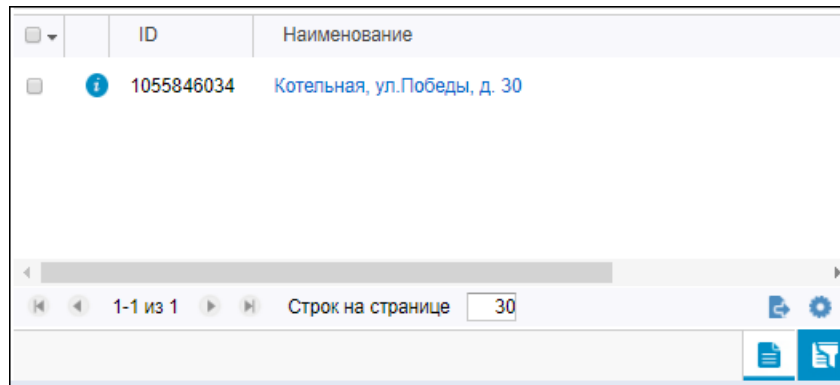 ID Наименование
1055846034 Котельная, ул.Победы, д. 30
1-1 из 1 Строк на странице 30